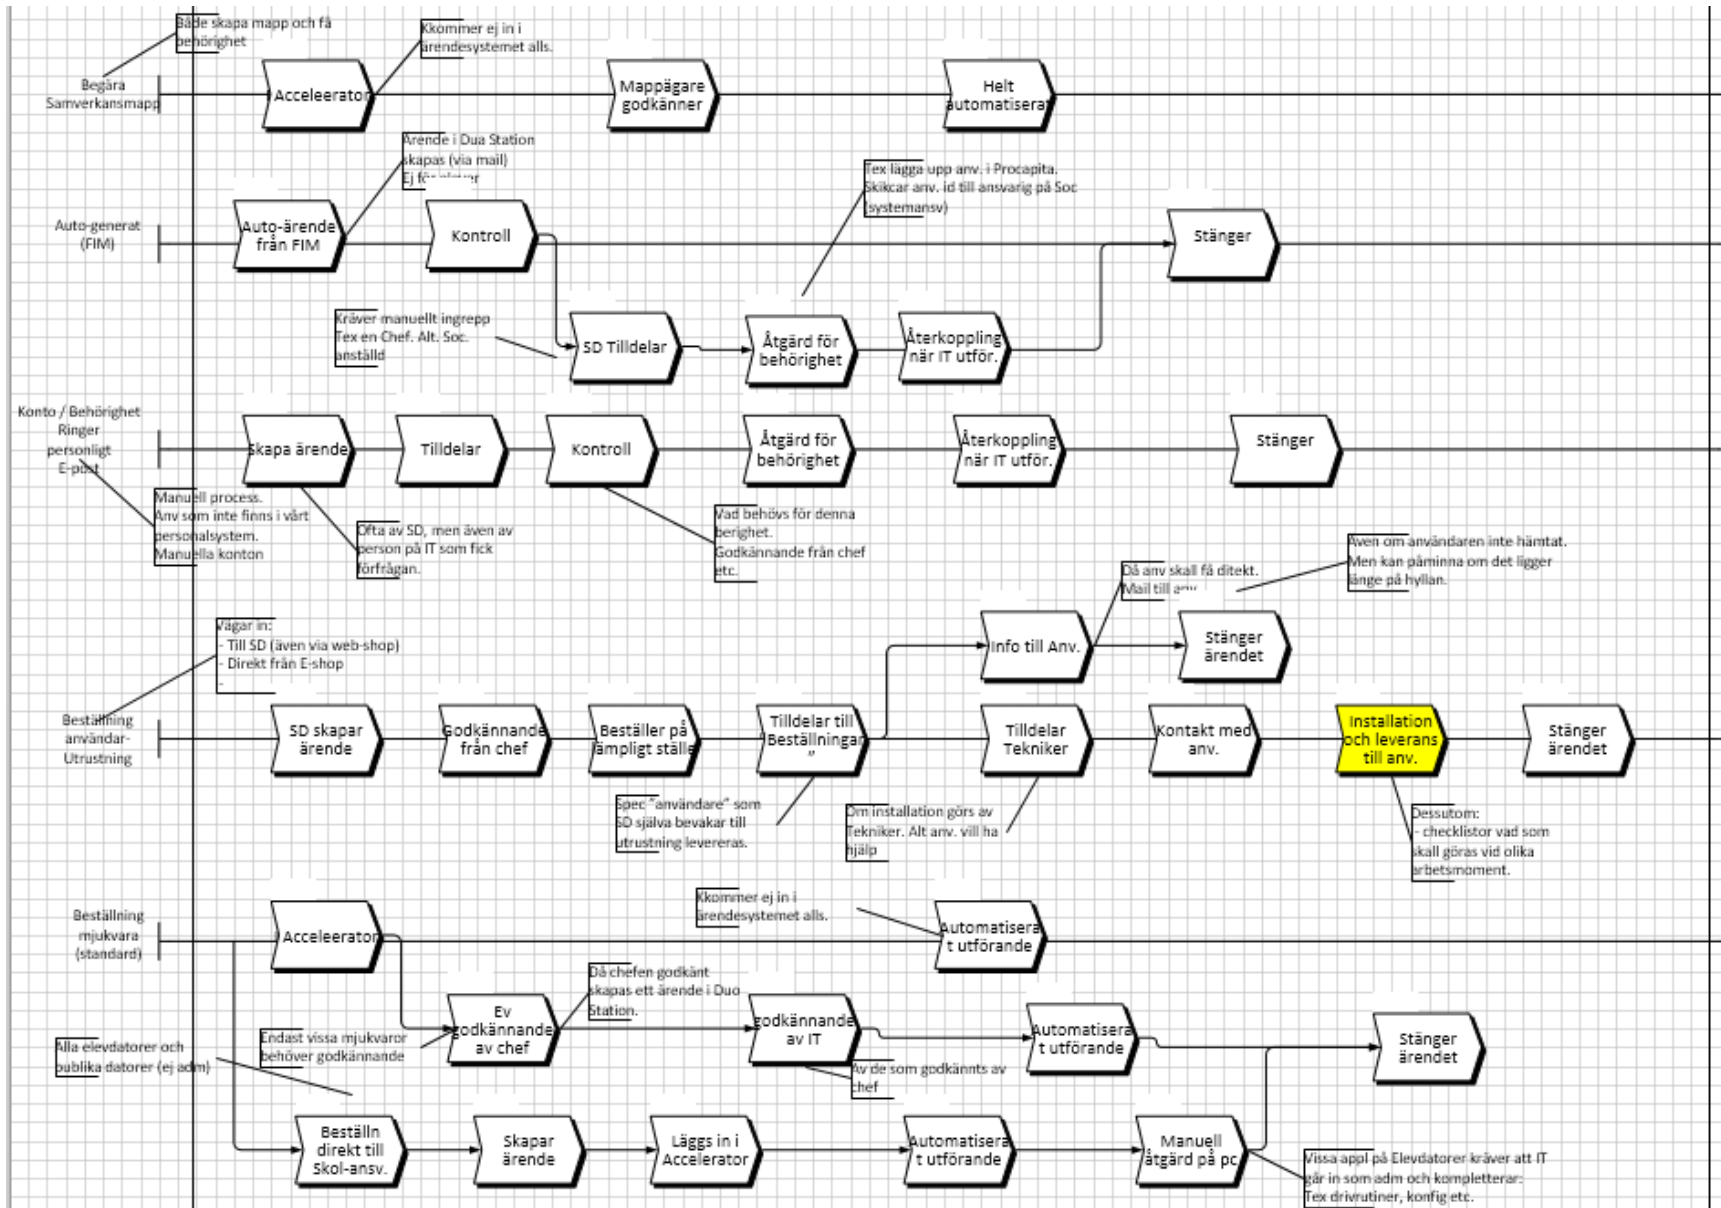 Både skapa mapp och få
behörighet
Kkommer ej in i
ärendesystemet alls.
Begära
Samverkansmapp
Acceleerator
Mappägare
godkänner
Helt
automatiserat
Ärende i Dua Station
skapas (via mail)
Ej för elever
Tex lägga upp anv. i Procapita.
Skikcar anv. id till ansvarig på Soc
(systemansv)
Auto-generat
(FIM)
Auto-ärende
från FIM
Kontroll
Stänger
Kräver manuellt ingrepp
Tex en Chef. Alt. Soc.
anställd
SD Tilldelar
Åtgärd för
behörighet
Återkoppling
när IT utför.
Konto / Behörighet
Ringer
personligt
E-post
Skapa ärende
Tilldelar
Kontroll
Åtgärd för
behörighet
Återkoppling
när IT utför.
Stänger
Manuell process.
Anv som inte finns i vårt
personalsystem.
Manuella konton
Ofta av SD, men även av
person på IT som fick
förfrågan.
Vad behövs för denna
berighet.
Godkännande från chef
etc.
Då anv skall få ditekt.
Mail till anv
Även om användaren inte hämtat.
Men kan påminna om det ligger
länge på hyllan.
Vägar in:
- Till SD (även via web-shop)
- Direkt från E-shop
-
Info till Anv.
Stänger
ärendet
Beställning
användar-
Utrustning
SD skapar
ärende
Godkännande
från chef
Beställer på
lämpligt ställe
Tilldelar till
"Beställningar
"
Tilldelar
Tekniker
Kontakt med
anv.
Installation
och leverans
till anv.
Stänger
ärendet
Spec "användare" som
SD själva bevakar till
utrustning levereras.
Om installation görs av
Tekniker. Alt anv. vill ha
hjälp
Dessutom:
- checklistor vad som
skall göras vid olika
arbetsmoment.
Beställning
mjukvara
(standard)
Acceleerator
Kkommer ej in i
ärendesystemet alls.
Automatisera
t utförande
Då chefen godkänt
skapas ett ärende i Duo
Station.
Ev
godkännande
av chef
godkännande
av IT
Automatisera
t utförande
Stänger
ärendet
Endast vissa mjukvaror
behöver godkännande
Alla elevdatorer och
publika datorer (ej adm)
Av de som godkännts av
chef
Beställn
direkt till
Skol-ansv.
Skapar
ärende
Läggs in i
Accelerator
Automatisera
t utförande
Manuell
åtgärd på pc
Vissa appl på Elevdatorer kräver att IT
går in som adm och kompletterar:
Tex drivrutiner, konfig etc.